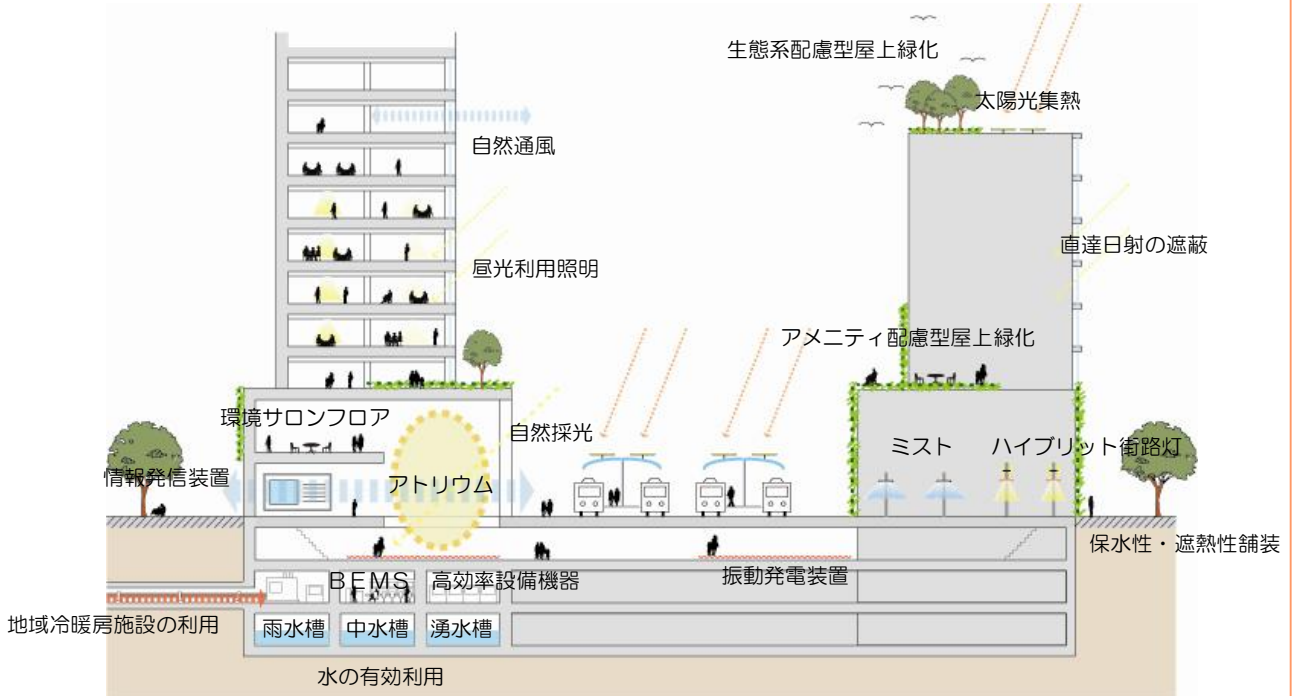 生態系配慮型屋上緑化
太陽光集熱
自然通風
直達日射の遮蔽
昼光利用照明
アメニティ配慮型屋上緑化
環境サロンフロア
自然採光
ミスト
ハイブリット街路灯
情報発信装置
アトリウム
保水性・遮熱性舗装
BEMS
高効率設備機器
振動発電装置
地域冷暖房施設の利用
雨水槽
中水槽
湧水槽
水の有効利用